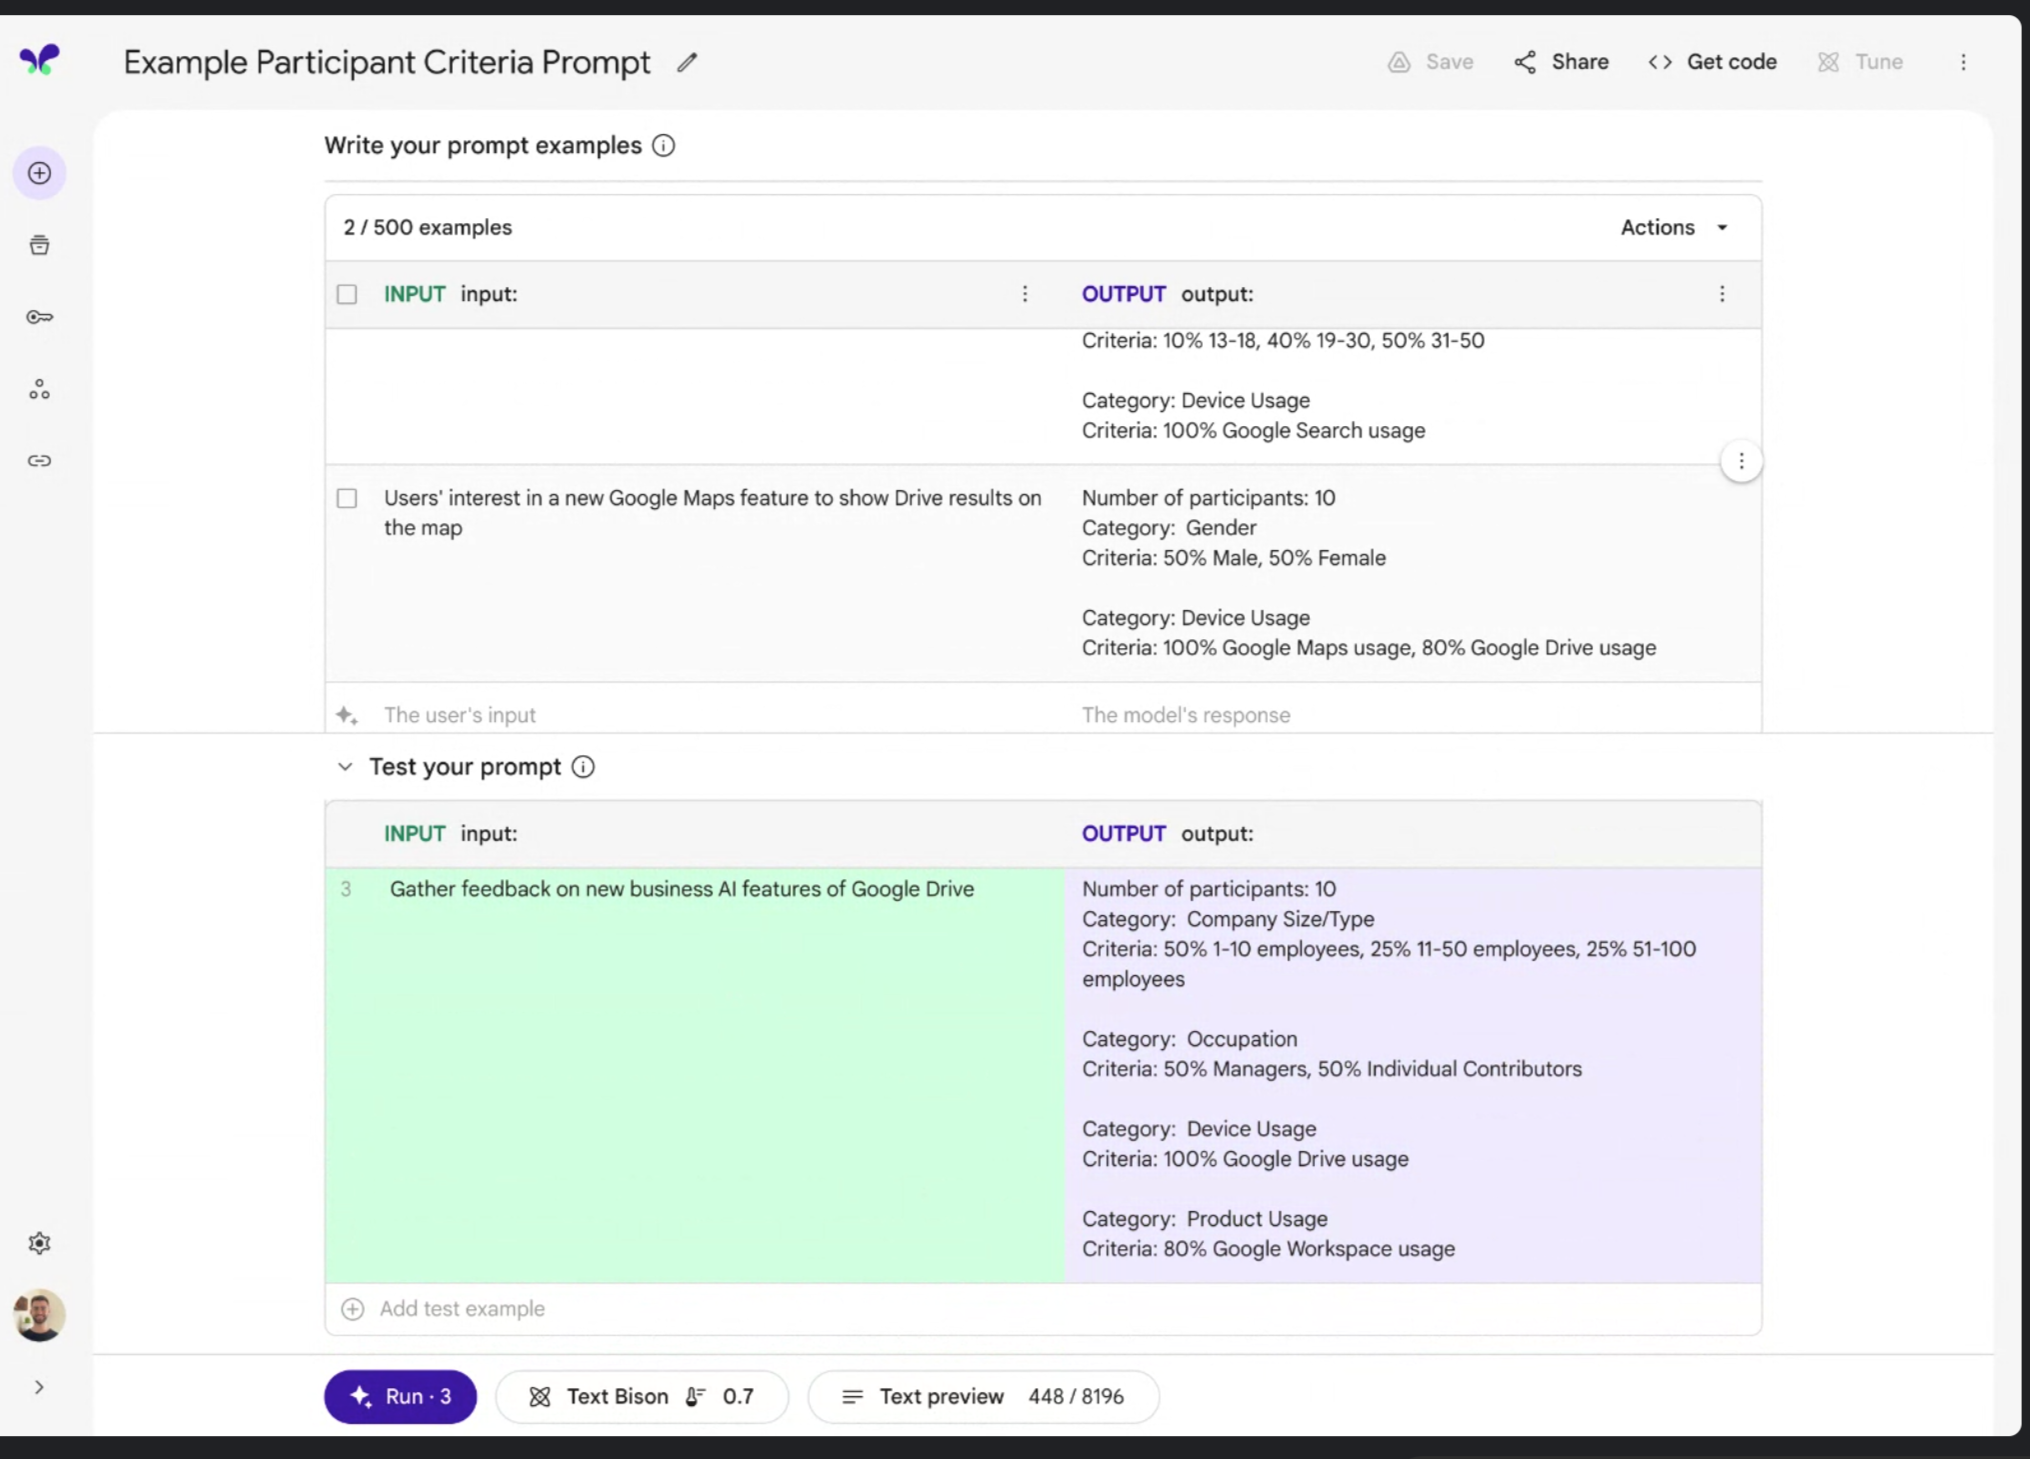 Example Participant Criteria Prompt
Save
Share
Get code
Tune
Write your prompt examples
2 / 500 examples
Actions
INPUT input:
OUTPUT output:
Criteria: 10% 13-18, 40% 19-30, 50% 31-50
Category: Device Usage
Criteria: 100% Google Search usage
Users' interest in a new Google Maps feature to show Drive results on
the map
Number of participants: 10
Category: Gender
Criteria: 50% Male, 50% Female
Category: Device Usage
Criteria: 100% Google Maps usage, 80% Google Drive usage
The user's input
The model's response
Test your prompt
INPUT input:
OUTPUT output:
3
Gather feedback on new business AI features of Google Drive
Number of participants: 10
Category: Company Size/Type
Criteria: 50% 1-10 employees, 25% 11-50 employees, 25% 51-100
employees
Category: Occupation
Criteria: 50% Managers, 50% Individual Contributors
Category: Device Usage
Criteria: 100% Google Drive usage
Category: Product Usage
Criteria: 80% Google Workspace usage
Add test example
Run · 3
Text Bison 0.7
Text preview 448 / 8196